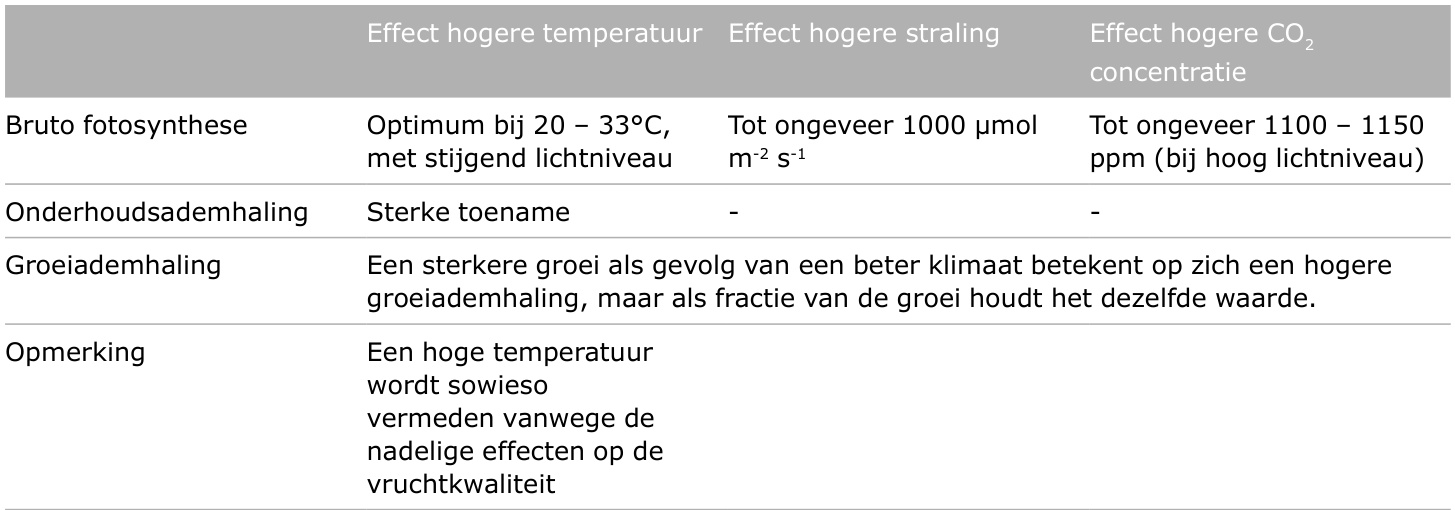 Effect hogere temperatuur Effect hogere straling Effect hogere CO₂
concentratie
Bruto fotosynthese Optimum bij 20 – 33°C, Tot ongeveer 1000 µmol Tot ongeveer 1100 – 1150
met stijgend lichtniveau m⁻² s⁻¹ ppm (bij hoog lichtniveau)
Onderhoudsademhaling Sterke toename - -
Groeiademhaling Een sterkere groei als gevolg van een beter klimaat betekent op zich een hogere
groeiademhaling, maar als fractie van de groei houdt het dezelfde waarde.
Opmerking Een hoge temperatuur
wordt sowieso
vermeden vanwege de
nadelige effecten op de
vruchtkwaliteit